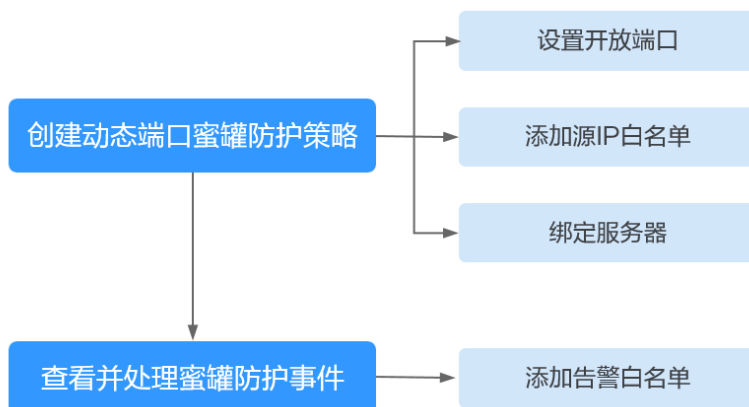 设置开放端口
创建动态端口蜜罐防护策略
添加源IP白名单
绑定服务器
查看并处理蜜罐防护事件
添加告警白名单